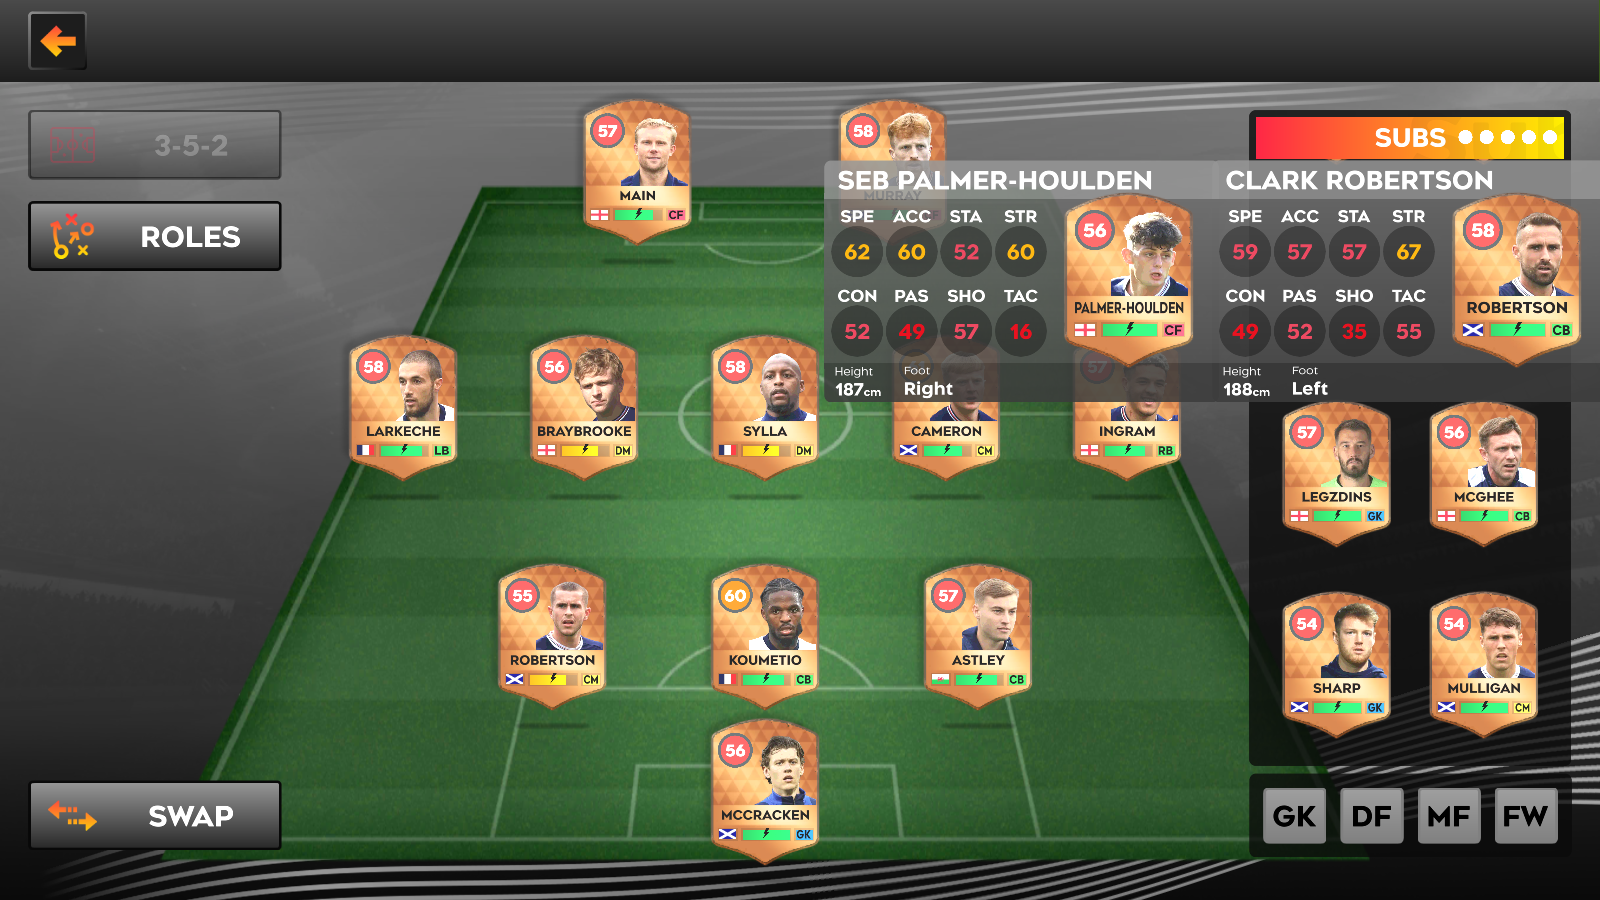 3-5-2
ROLES
SWAP
57
MAIN
CF
58
MURRAY
SUBS
SEB PALMER-HOULDEN
SPE ACC STA STR
62 60 52 60
CON PAS SHO TAC
52 49 57 16
Height
187cm
Foot
Right
56
PALMER-HOULDEN
CF
CLARK ROBERTSON
SPE ACC STA STR
59 57 57 67
CON PAS SHO TAC
49 52 35 55
Height
188cm
Foot
Left
58
ROBERTSON
CB
58
LARKECHE
LB
56
BRAYBROOKE
DM
58
SYLLA
DM
CAMERON
CM
57
INGRAM
RB
57
LEGZDINS
GK
56
MCGHEE
CB
55
ROBERTSON
CM
60
KOUMETIO
CB
57
ASTLEY
CB
54
SHARP
GK
54
MULLIGAN
CM
56
MCCRACKEN
GK
GK DF MF FW